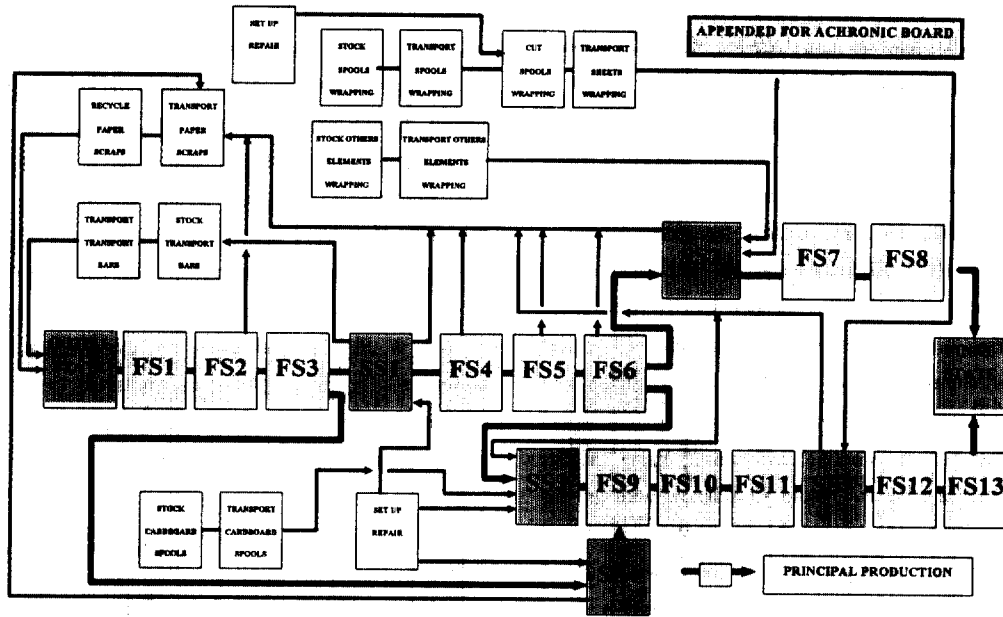 SET UP
REPAIR
STOCK
SPOOLS
WRAPPING
TRANSPORT
SPOOLS
WRAPPING
CUT
SPOOLS
WRAPPING
TRANSPORT
SHEETS
WRAPPING
APPENDED FOR ACHRONIC BOARD
RECYCLE
PAPER
SCRAPS
TRANSPORT
PAPER
SCRAPS
STOCK OTHERS
ELEMENTS
WRAPPING
TRANSPORT OTHERS
ELEMENTS
WRAPPING
TRANSPORT
TRANSPORT
BARS
STOCK
TRANSPORT
BARS
FS7
FS8
FS1
FS2
FS3
FS4
FS5
FS6
FS9
FS10
FS11
FS12
FS13
STOCK
CARDBOARD
SPOOLS
TRANSPORT
CARDBOARD
SPOOLS
SET UP
REPAIR
PRINCIPAL PRODUCTION